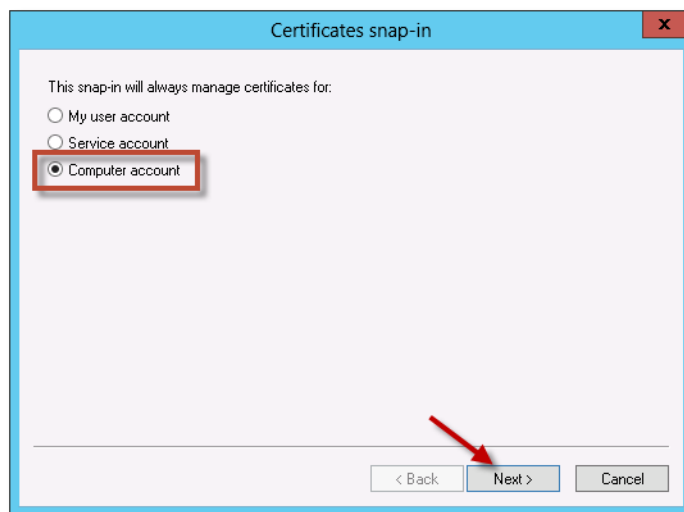 Certificates snap-in
x
This snap-in will always manage certificates for:
My user account
Service account
Computer account
< Back
Next >
Cancel